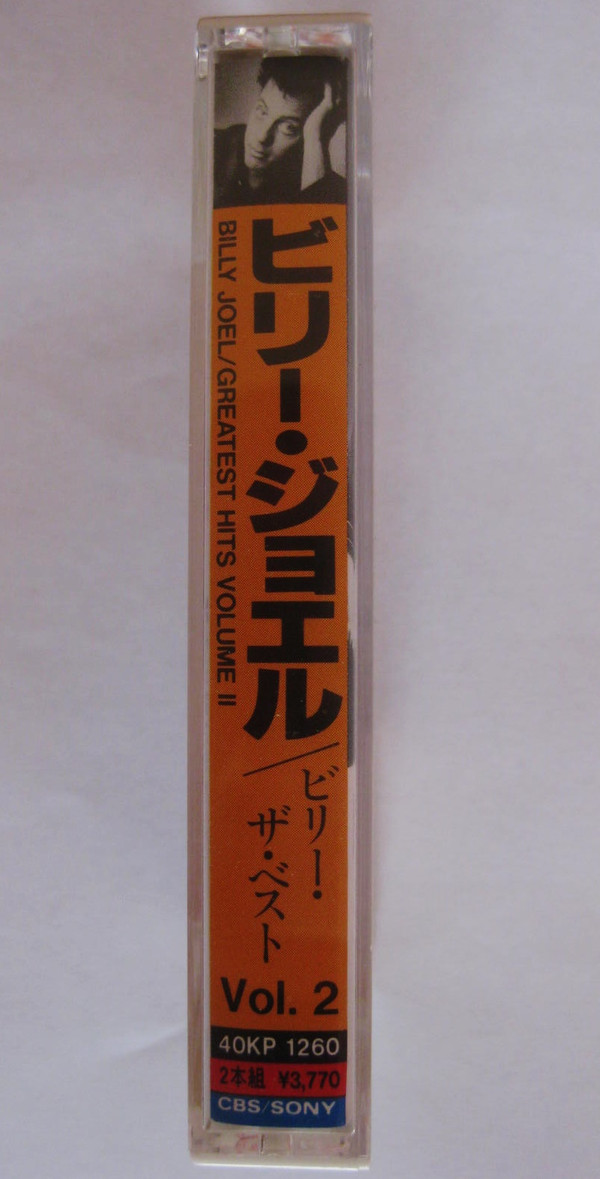 ビリー・ジョエル/ビリー・
ザ・ベスト
BILLY JOEL/GREATEST HITS VOLUME II
Vol. 2
40KP 1260
2本組 ¥3,770
CBS/SONY